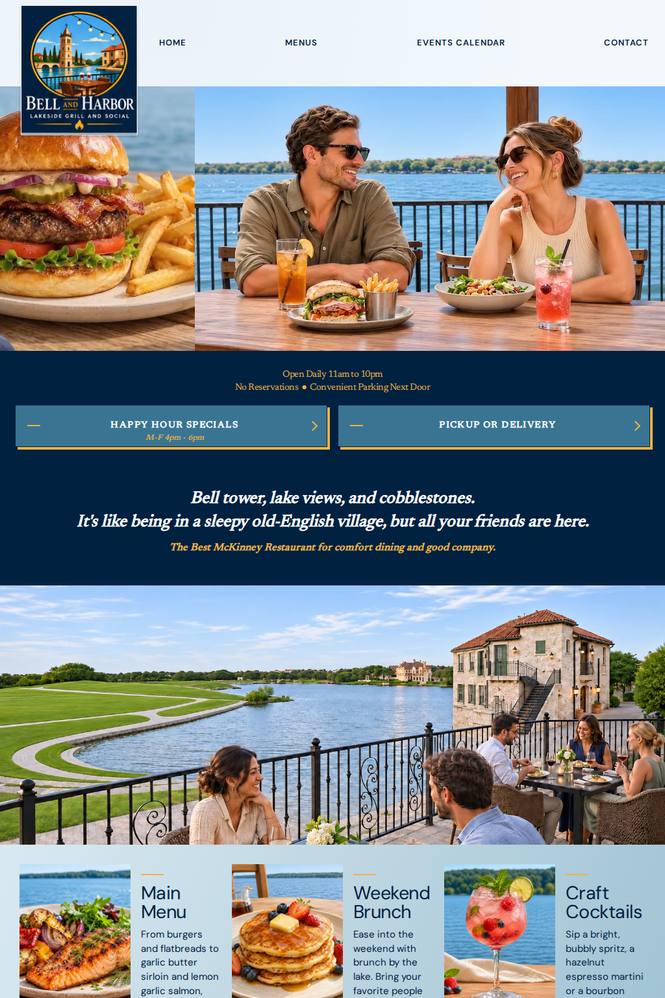 BELL AND HARBOR
LAKESIDE GRILL AND SOCIAL
HOME
MENUS
EVENTS CALENDAR
CONTACT
Open Daily 11am to 10pm
No Reservations ● Convenient Parking Next Door
HAPPY HOUR SPECIALS
M-F 4pm - 6pm
PICKUP OR DELIVERY
Bell tower, lake views, and cobblestones.
It's like being in a sleepy old-English village, but all your friends are here.
The Best McKinney Restaurant for comfort dining and good company.
Main
Menu
From burgers
and flatbreads to
garlic butter
sirloin and lemon
garlic salmon,
Weekend
Brunch
Ease into the
weekend with
brunch by the
lake. Bring your
favorite people
Craft
Cocktails
Sip a bright,
bubbly spritz, a
hazelnut
espresso martini
or a bourbon